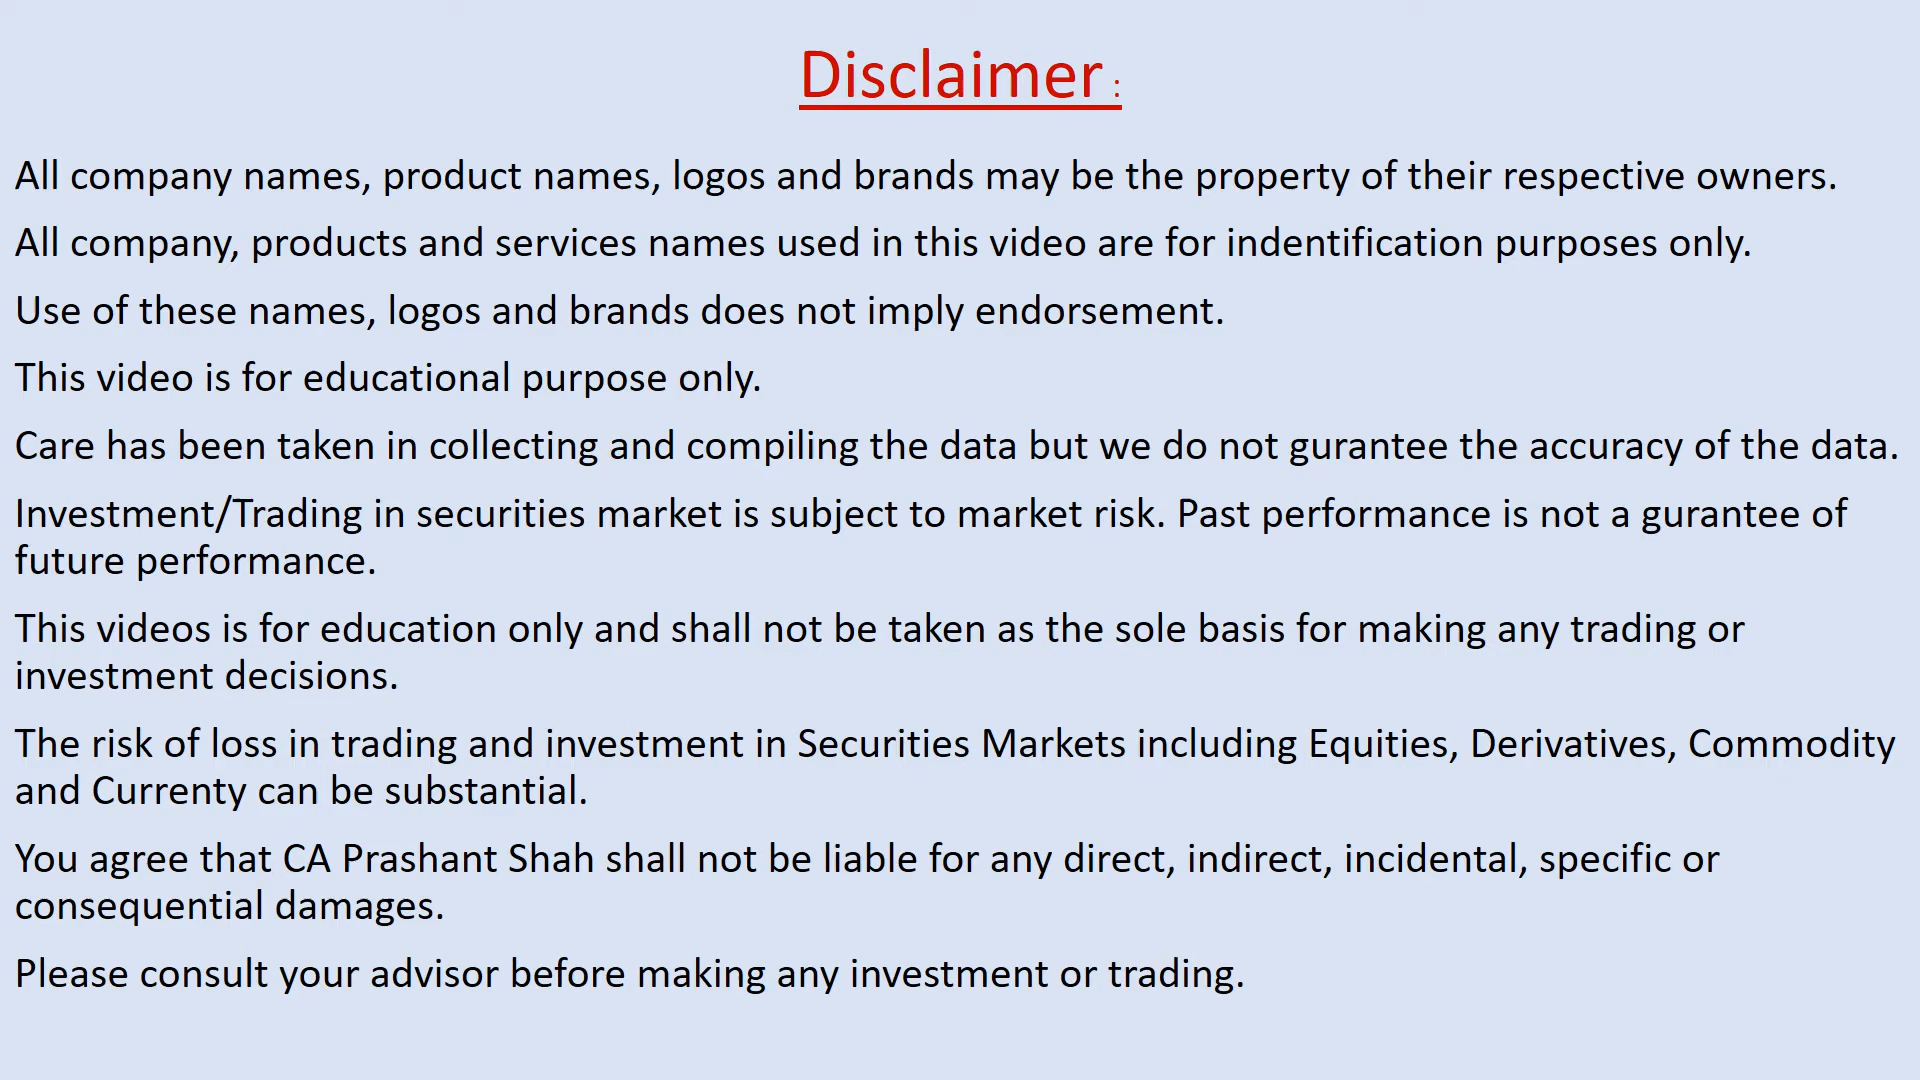 Disclaimer :
All company names, product names, logos and brands may be the property of their respective owners.
All company, products and services names used in this video are for indentification purposes only.
Use of these names, logos and brands does not imply endorsement.
This video is for educational purpose only.
Care has been taken in collecting and compiling the data but we do not gurantee the accuracy of the data.
Investment/Trading in securities market is subject to market risk. Past performance is not a gurantee of
future performance.
This videos is for education only and shall not be taken as the sole basis for making any trading or
investment decisions.
The risk of loss in trading and investment in Securities Markets including Equities, Derivatives, Commodity
and Currenty can be substantial.
You agree that CA Prashant Shah shall not be liable for any direct, indirect, incidental, specific or
consequential damages.
Please consult your advisor before making any investment or trading.